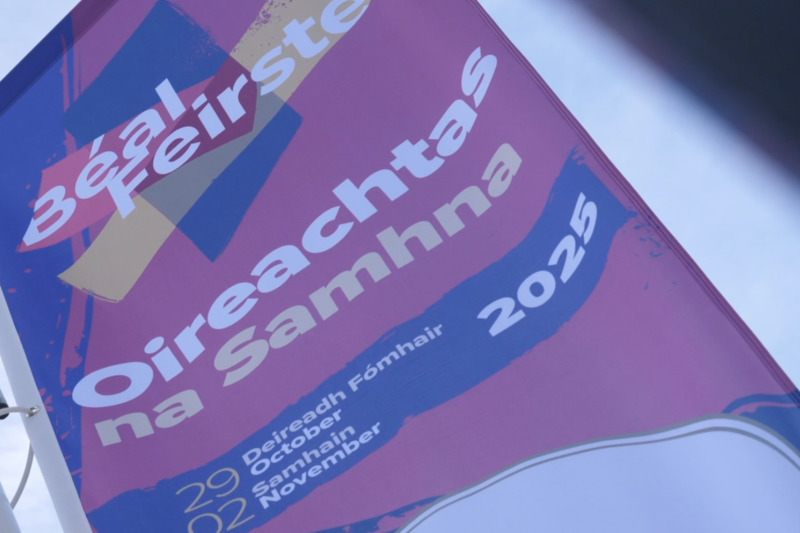 Béal
Feirste
Oireachtas
na Samhna
2025
29 Deireadh Fómhair
October
02 Samhain
November